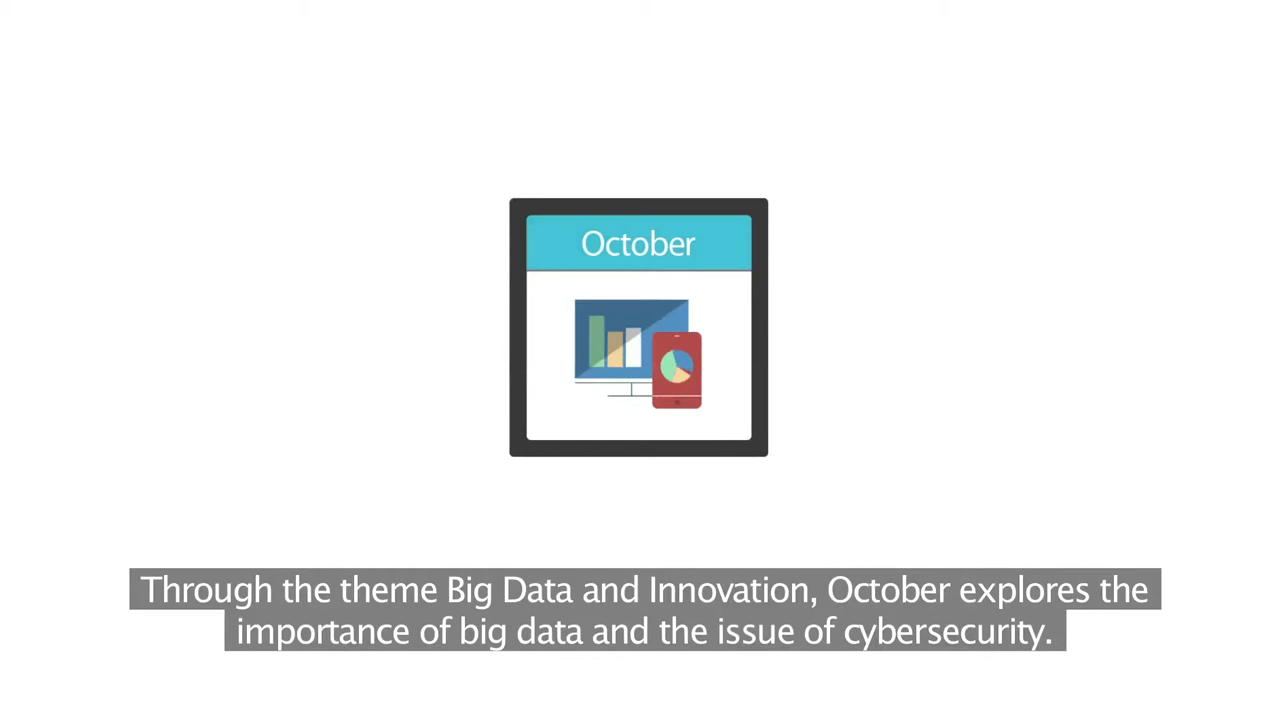 October
Through the theme Big Data and Innovation, October explores the
importance of big data and the issue of cybersecurity.